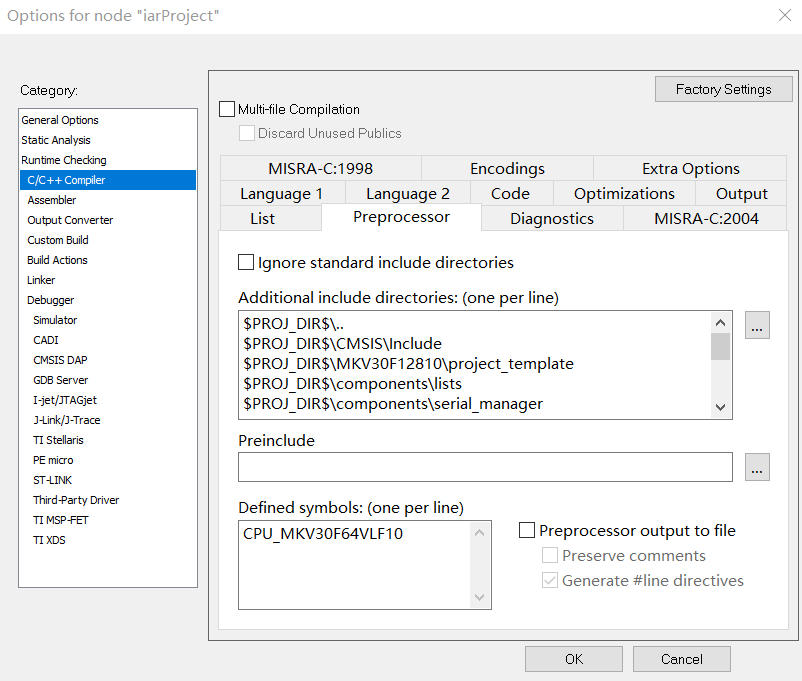 Options for node "iarProject"
Category:
General Options
Static Analysis
Runtime Checking
C/C++ Compiler
Assembler
Output Converter
Custom Build
Build Actions
Linker
Debugger
Simulator
CADI
CMSIS DAP
GDB Server
I-jet/JTAGjet
J-Link/J-Trace
TI Stellaris
PE micro
ST-LINK
Third-Party Driver
TI MSP-FET
TI XDS
Factory Settings
Multi-file Compilation
Discard Unused Publics
MISRA-C:1998 Encodings Extra Options
Language 1 Language 2 Code Optimizations Output
List Preprocessor Diagnostics MISRA-C:2004
Ignore standard include directories
Additional include directories: (one per line)
$PROJ_DIR$\..
$PROJ_DIR$\CMSIS\Include
$PROJ_DIR$\MKV30F12810\project_template
$PROJ_DIR$\components\lists
$PROJ_DIR$\components\serial_manager
...
Preinclude
...
Defined symbols: (one per line)
CPU_MKV30F64VLF10
Preprocessor output to file
Preserve comments
Generate #line directives
OK Cancel